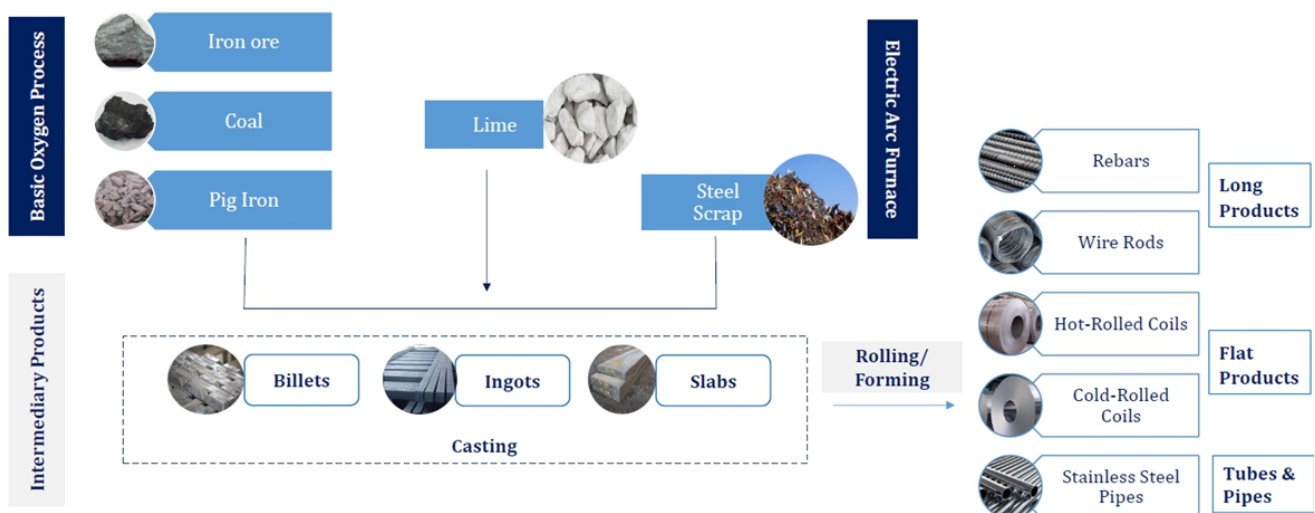 Basic Oxygen Process
Iron ore
Coal
Pig Iron
Lime
Steel
Scrap
Electric Arc Furnace
Intermediary Products
Billets
Ingots
Slabs
Casting
Rolling/
Forming
Rebars
Wire Rods
Long
Products
Hot-Rolled Coils
Cold-Rolled
Coils
Flat
Products
Stainless Steel
Pipes
Tubes &
Pipes